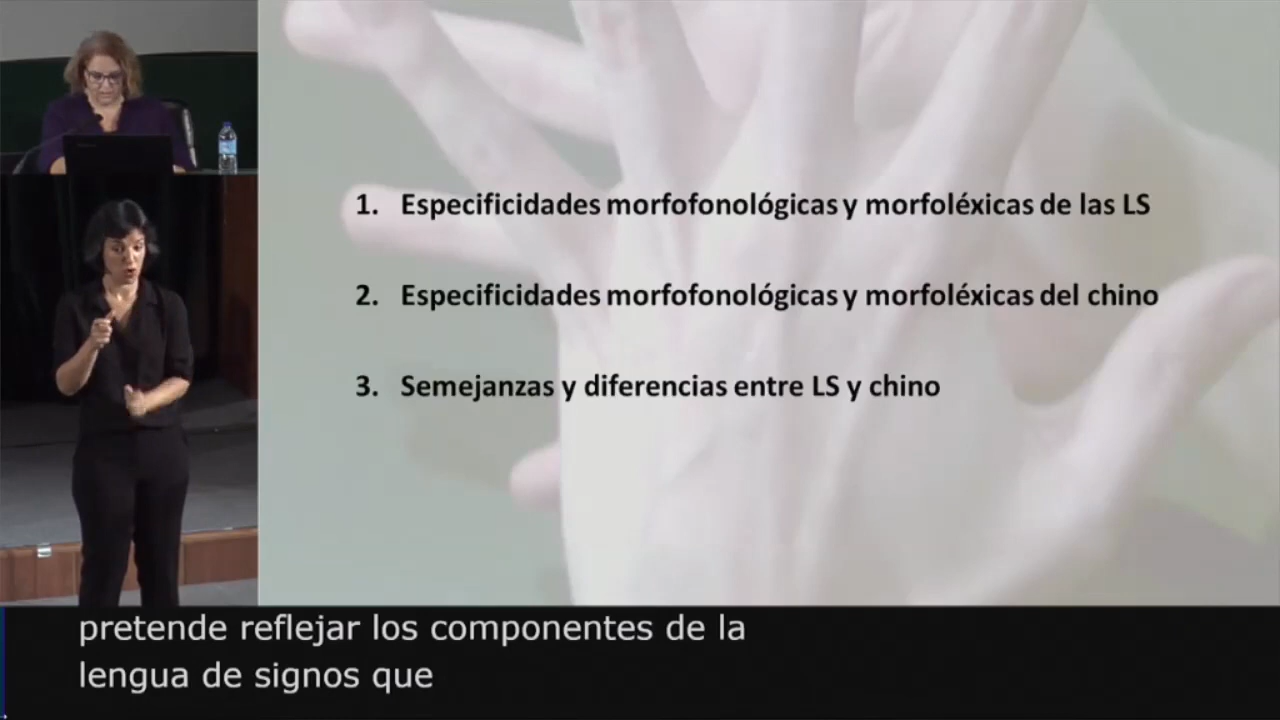 1. Especificidades morfofonológicas y morfoléxicas de las LS
2. Especificidades morfofonológicas y morfoléxicas del chino
3. Semejanzas y diferencias entre LS y chino
pretende reflejar los componentes de la
lengua de signos que